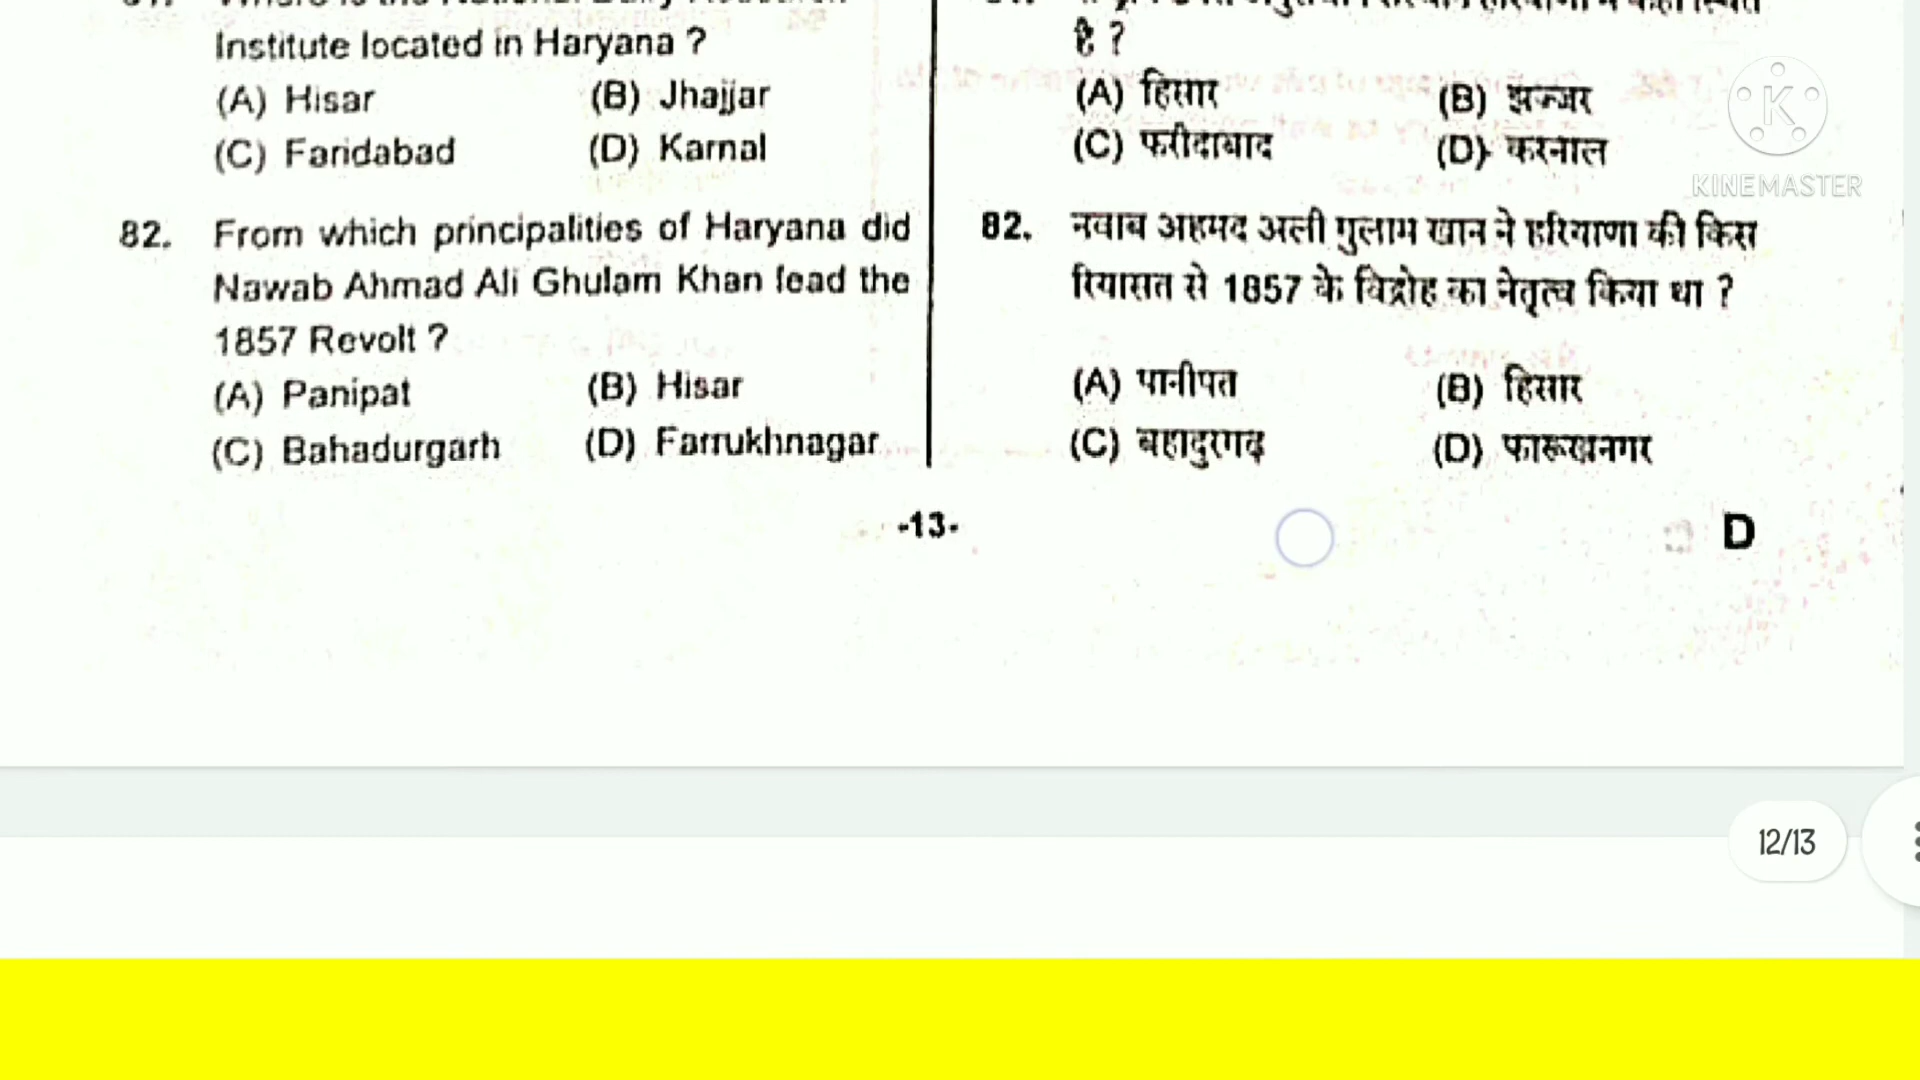 Institute located in Haryana ?
(A) Hisar (B) Jhajjar
(C) Faridabad (D) Karnal
82. From which principalities of Haryana did
Nawab Ahmad Ali Ghulam Khan lead the
1857 Revolt ?
(A) Panipat (B) Hisar
(C) Bahadurgarh (D) Farrukhnagar
है ?
(A) हिसार (B) झज्जर
(C) फरीदाबाद (D) करनाल
82. नवाब अहमद अली गुलाम खान ने हरियाणा की किस
रियासत से 1857 के विद्रोह का नेतृत्व किया था ?
(A) पानीपत (B) हिसार
(C) बहादुरगढ़ (D) फारूखनगर
-13-
D
K
KINEMASTER
12/13